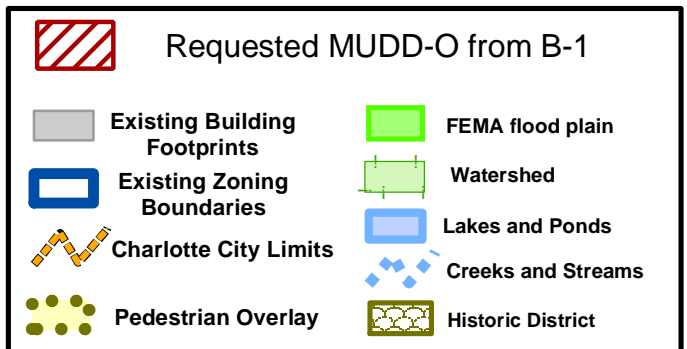 Requested MUDD-O from B-1
Existing Building
Footprints
Existing Zoning
Boundaries
Charlotte City Limits
Pedestrian Overlay
FEMA flood plain
Watershed
Lakes and Ponds
Creeks and Streams
Historic District